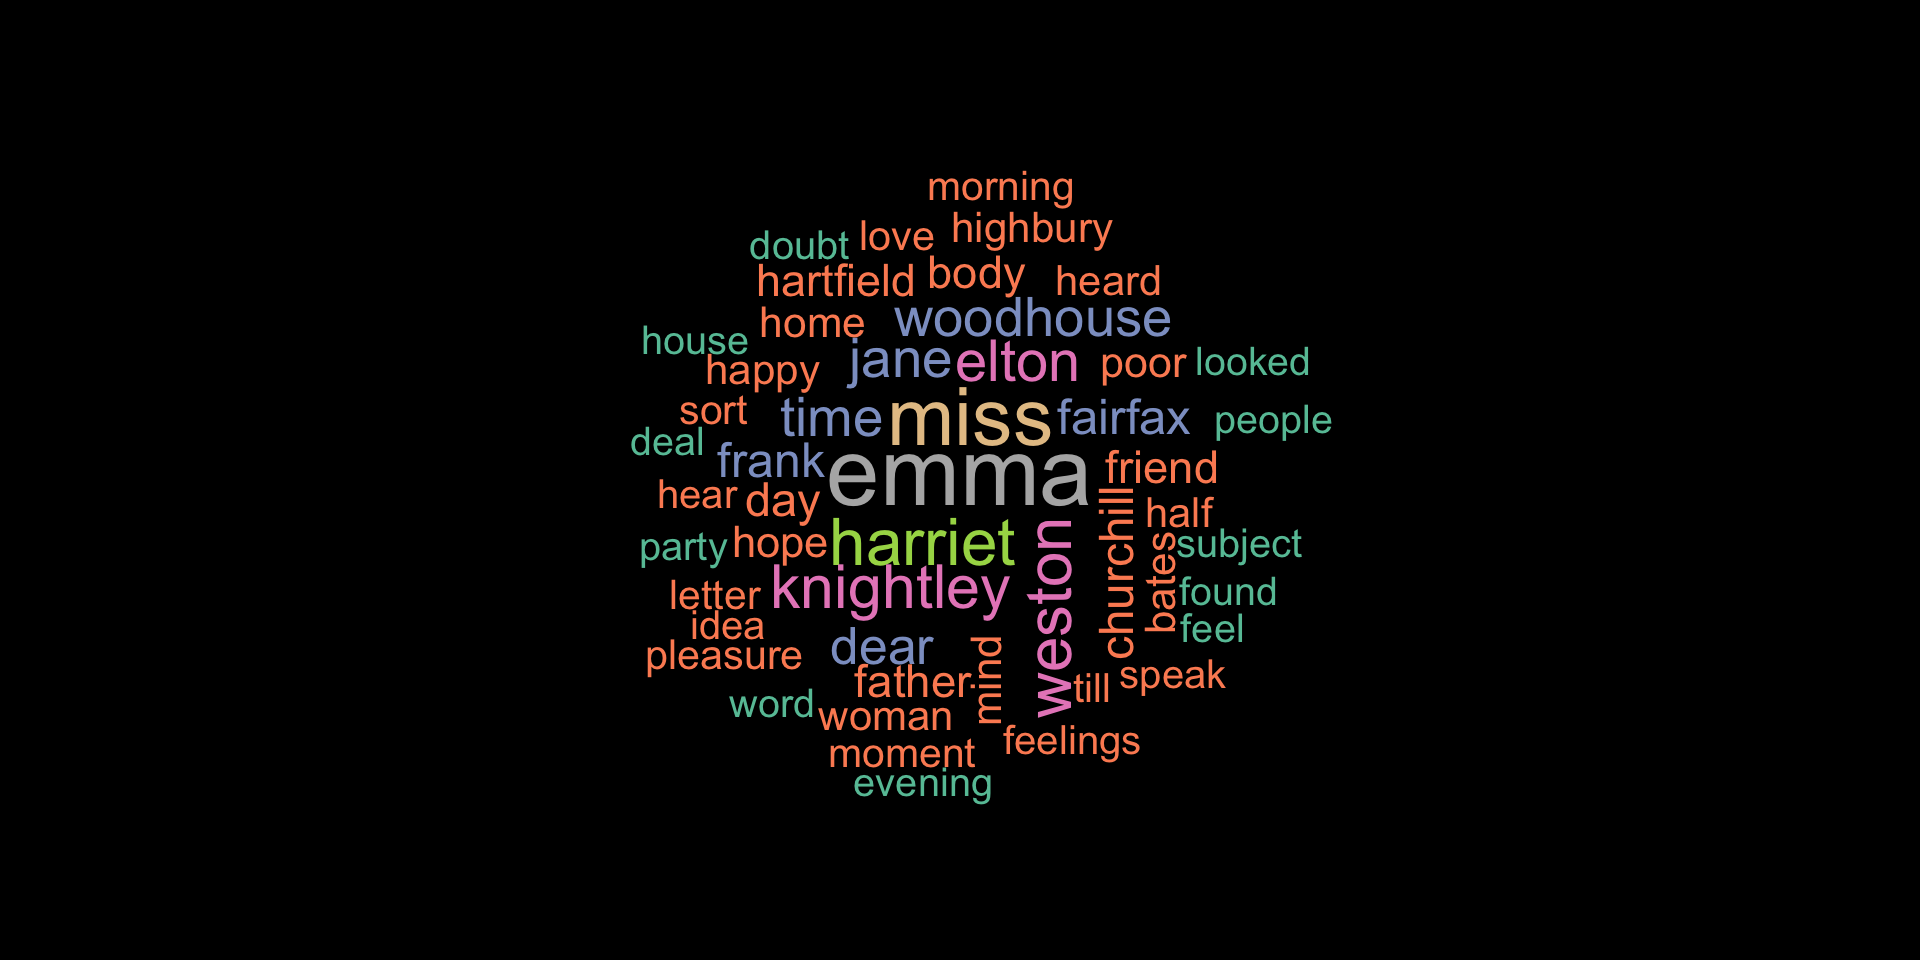 morning
doubt love highbury
hartfield body heard
home woodhouse
house
happy jane elton poor looked
sort time miss fairfax people
deal
frank emma friend
hear day churchill half
party hope harriet weston bates subject
letter knightley found
idea feel
pleasure dear mind
father till speak
word woman
moment feelings
evening